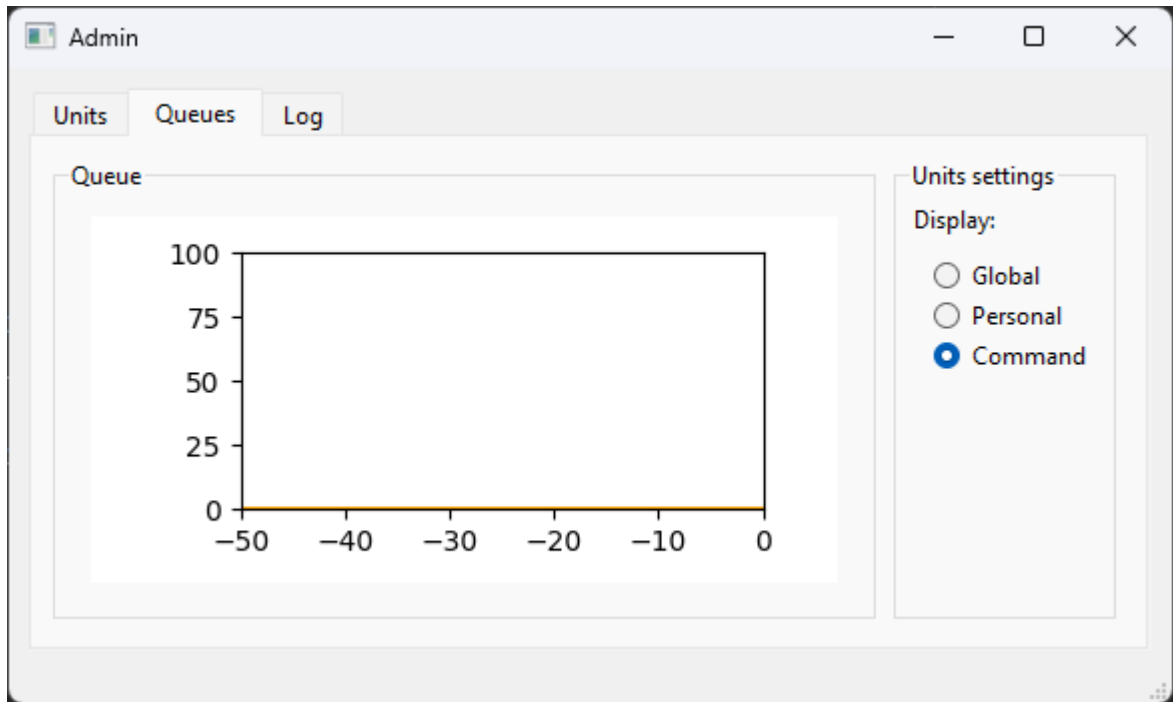 Admin
Units Queues Log
Queue
100
75
50
25
0
−50 −40 −30 −20 −10 0
Units settings
Display:
Global
Personal
Command